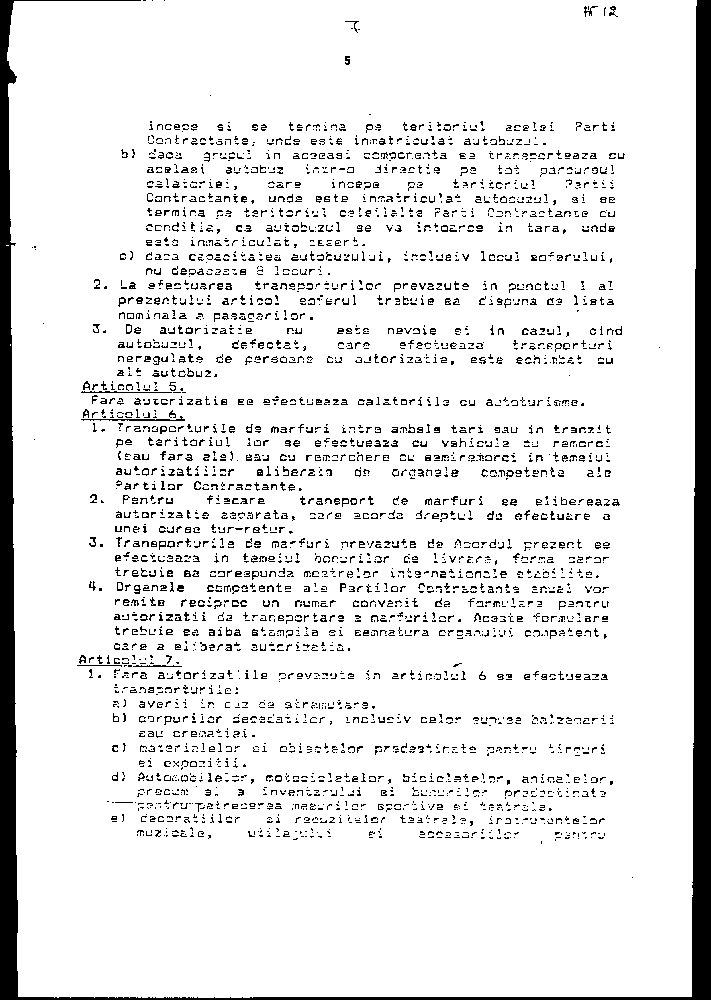 НГ 12
7
5
incepe si se termina pe teritoriul acelei Parti
Contractante, unde este inmatriculat autobuzul.
b) daca grupul in aceeasi componenta se transporteaza cu
acelasi autobuz intr-o directie pe tot parcursul
calatoriei, care incepe pe teritoriul Partii
Contractante, unde este inmatriculat autobuzul, si se
termina pe teritoriul celeilalte Parti Contractante cu
conditia, ca autobuzul se va intoarce in tara, unde
este inmatriculat, desert.
c) daca capacitatea autobuzului, inclusiv locul soferului,
nu depaseste 8 locuri.
2. La efectuarea transporturilor prevazute in punctul 1 al
prezentului articol soferul trebuie sa dispuna de lista
nominala a pasagerilor.
3. De autorizatie nu este nevoie si in cazul, cind
autobuzul, defectat, care efectueaza transporturi
neregulate de persoane cu autorizatie, este schimbat cu
alt autobuz.
Articolul 5.
Fara autorizatie se efectueaza calatoriile cu autoturisme.
Articolul 6.
1. Transporturile de marfuri intre ambele tari sau in tranzit
pe teritoriul lor se efectueaza cu vehicule cu remorci
(sau fara ele) sau cu remorchere cu semiremorci in temeiul
autorizatiilor eliberate de organele competente ale
Partilor Contractante.
2. Pentru fiecare transport de marfuri se elibereaza
autorizatie separata, care acorda dreptul de efectuare a
unei curse tur-retur.
3. Transporturile de marfuri prevazute de Acordul prezent se
efectueaza in temeiul bonurilor de livrare, forma caror
trebuie sa corespunda mostrelor internationale stabilite.
4. Organele competente ale Partilor Contractante anual vor
remite reciproc un numar convenit de formulare pentru
autorizatii de transportare a marfurilor. Aceste formulare
trebuie sa aiba stampila si semnatura organului competent,
care a eliberat autorizatia.
Articolul 7.
1. Fara autorizatiile prevazute in articolul 6 se efectueaza
transporturile:
a) averii in caz de stramutare.
b) corpurilor decedatilor, inclusiv celor supuse balzamarii
sau crematiei.
c) materialelor si obiectelor predestinate pentru tirguri
si expozitii.
d) Automobilelor, motocicletelor, bicicletelor, animalelor,
precum si a inventarului si bunurilor predestinate
pentru petrecerea masurilor sportive si teatrale.
e) decoratiilor si recuzitelor teatrale, instrumentelor
muzicale, utilajului si accesoriilor pentru